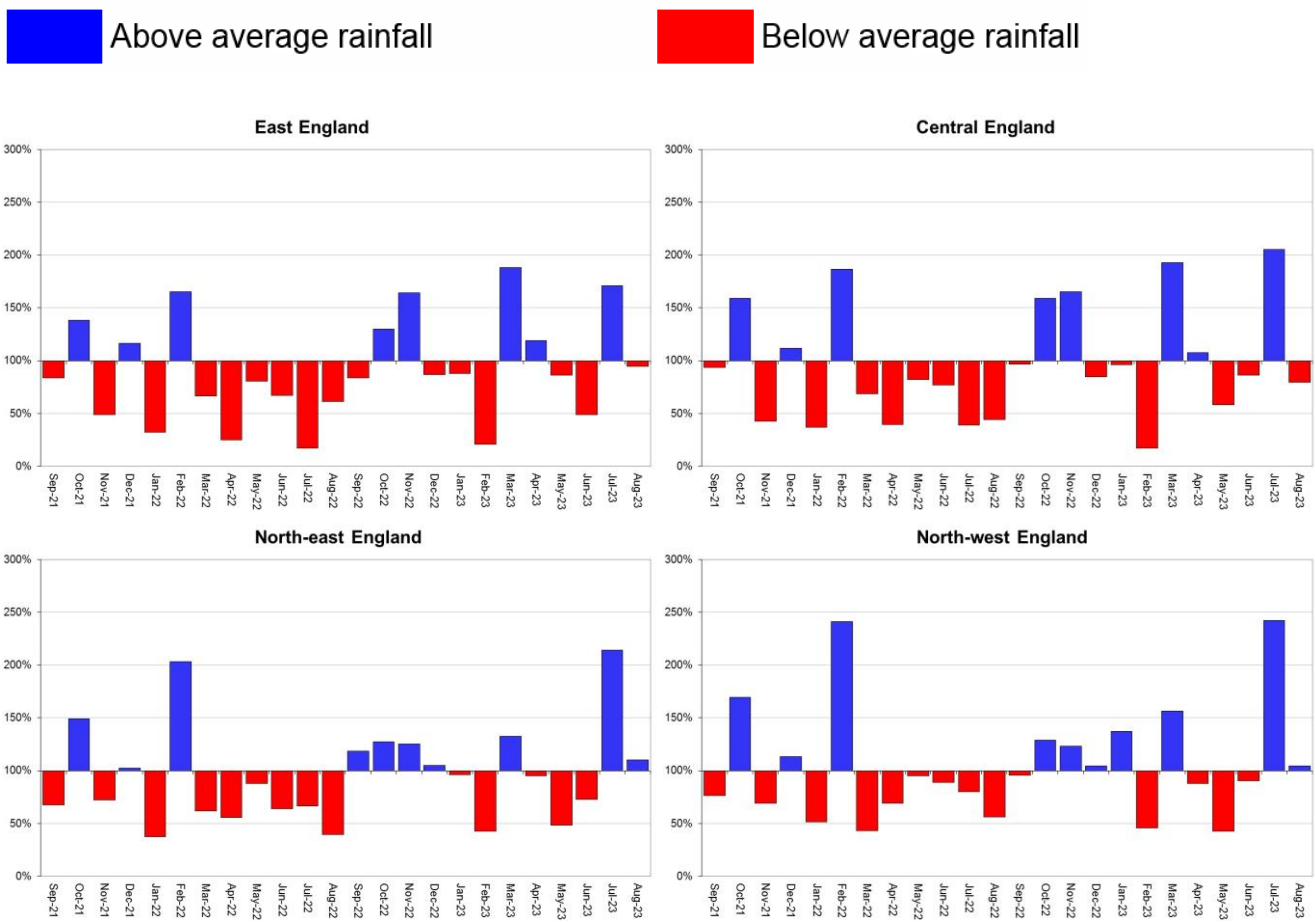 Above average rainfall
Below average rainfall
East England
Central England
300%
250%
200%
150%
100%
50%
0%
Sep-21
Oct-21
Nov-21
Dec-21
Jan-22
Feb-22
Mar-22
Apr-22
May-22
Jun-22
Jul-22
Aug-22
Sep-22
Oct-22
Nov-22
Dec-22
Jan-23
Feb-23
Mar-23
Apr-23
May-23
Jun-23
Jul-23
Aug-23
300%
250%
200%
150%
100%
50%
0%
Sep-21
Oct-21
Nov-21
Dec-21
Jan-22
Feb-22
Mar-22
Apr-22
May-22
Jun-22
Jul-22
Aug-22
Sep-22
Oct-22
Nov-22
Dec-22
Jan-23
Feb-23
Mar-23
Apr-23
May-23
Jun-23
Jul-23
Aug-23
North-east England
North-west England
300%
250%
200%
150%
100%
50%
0%
Sep-21
Oct-21
Nov-21
Dec-21
Jan-22
Feb-22
Mar-22
Apr-22
May-22
Jun-22
Jul-22
Aug-22
Sep-22
Oct-22
Nov-22
Dec-22
Jan-23
Feb-23
Mar-23
Apr-23
May-23
Jun-23
Jul-23
Aug-23
300%
250%
200%
150%
100%
50%
0%
Sep-21
Oct-21
Nov-21
Dec-21
Jan-22
Feb-22
Mar-22
Apr-22
May-22
Jun-22
Jul-22
Aug-22
Sep-22
Oct-22
Nov-22
Dec-22
Jan-23
Feb-23
Mar-23
Apr-23
May-23
Jun-23
Jul-23
Aug-23